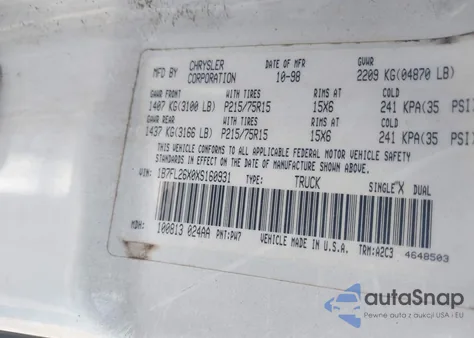 MFD BY CHRYSLER CORPORATION DATE OF MFR 10-98 GVWR 2209 KG(04870 LB)
GAWR FRONT WITH TIRES RIMS AT COLD
1407 KG(3100 LB) P215/75R15 15X6 241 KPA(35 PSI)
GAWR REAR WITH TIRES RIMS AT COLD
1437 KG(3166 LB) P215/75R15 15X6 241 KPA(35 PSI
THIS VEHICLE CONFORMS TO ALL APPLICABLE FEDERAL MOTOR VEHICLE SAFETY
STANDARDS IN EFFECT ON THE DATE OF MANUFACTURE SHOWN ABOVE.
VIN: 1B7FL26X0XS160931 TYPE: TRUCK SINGLE X DUAL
MDH: 100813 024AA PNT: PW7 VEHICLE MADE IN U.S.A. TRM: A2C3
4648503
autoSnap
Pewne auta z aukcji USA i EU